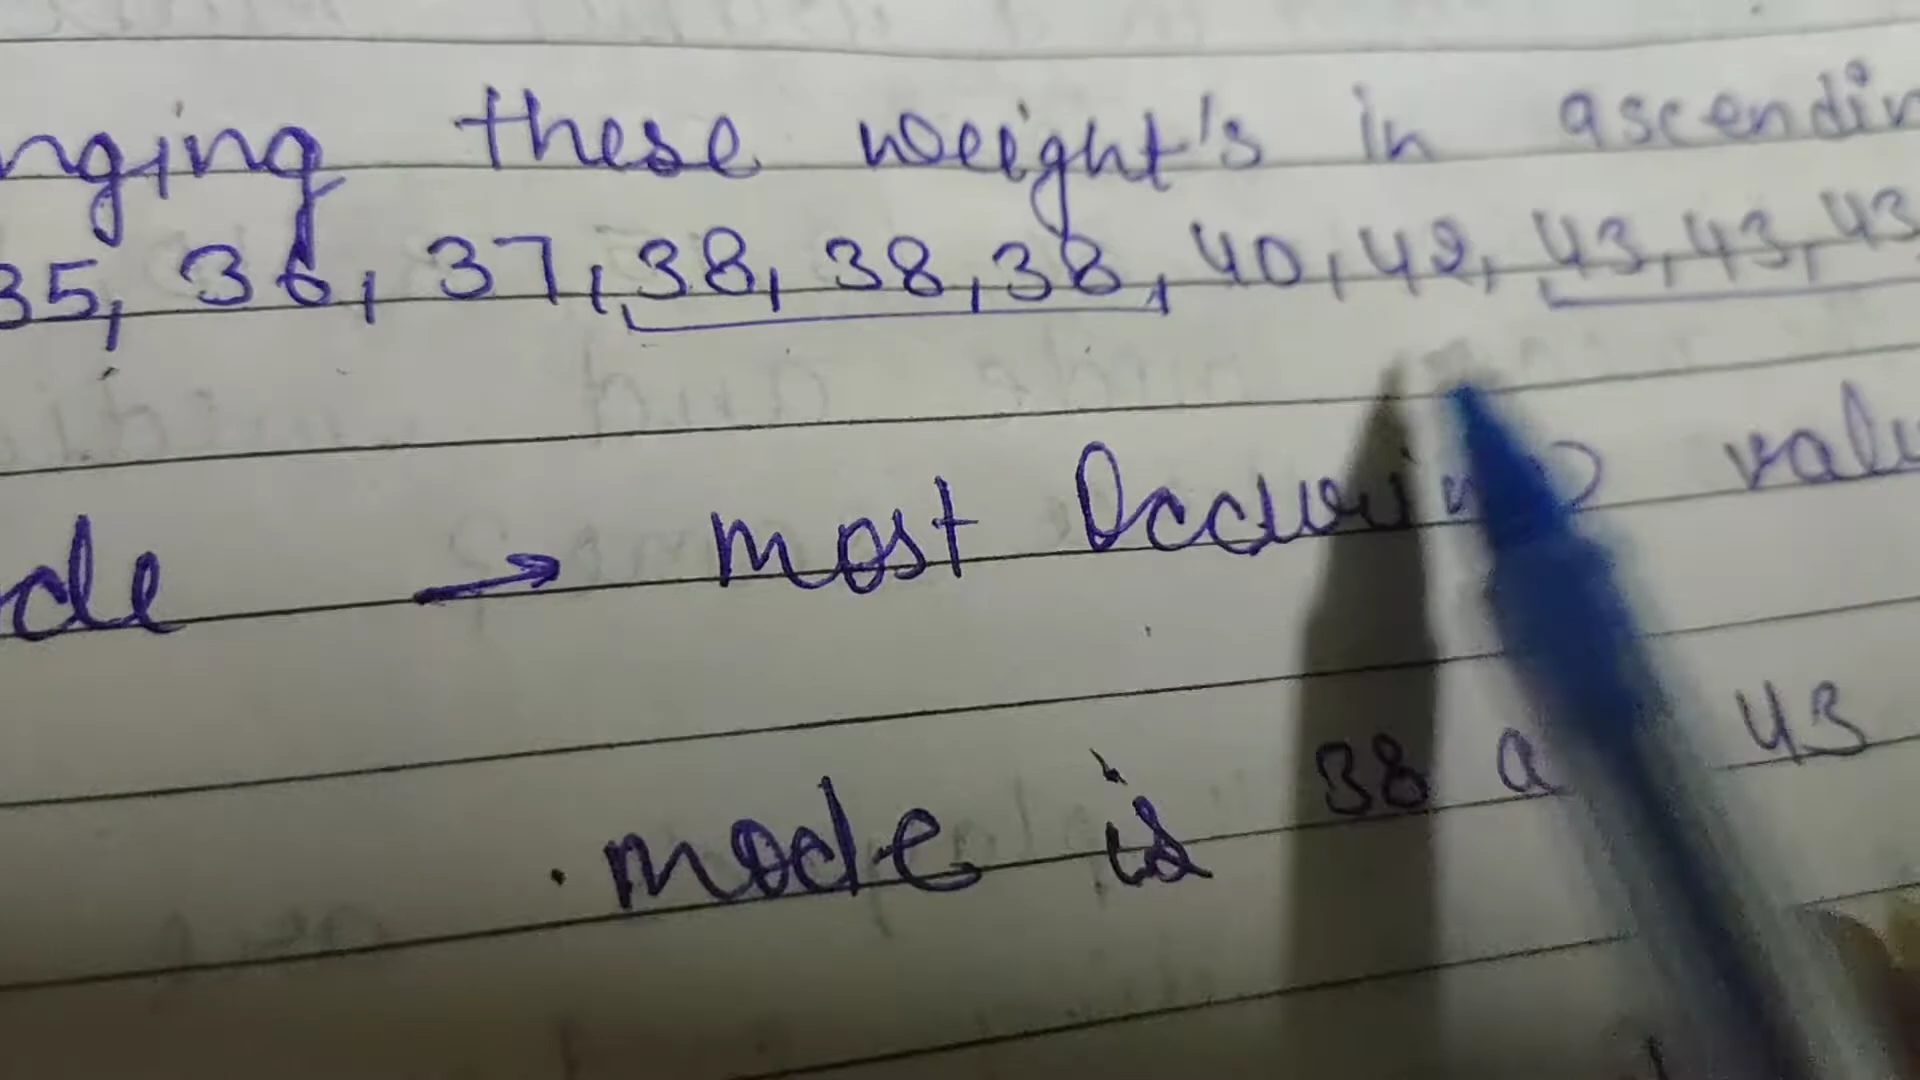 nging these weight's in ascendin
35, 36, 37, 38, 38, 38, 40, 42, 43, 43, 43
de → most Occurin valu
mode is 38 a 43